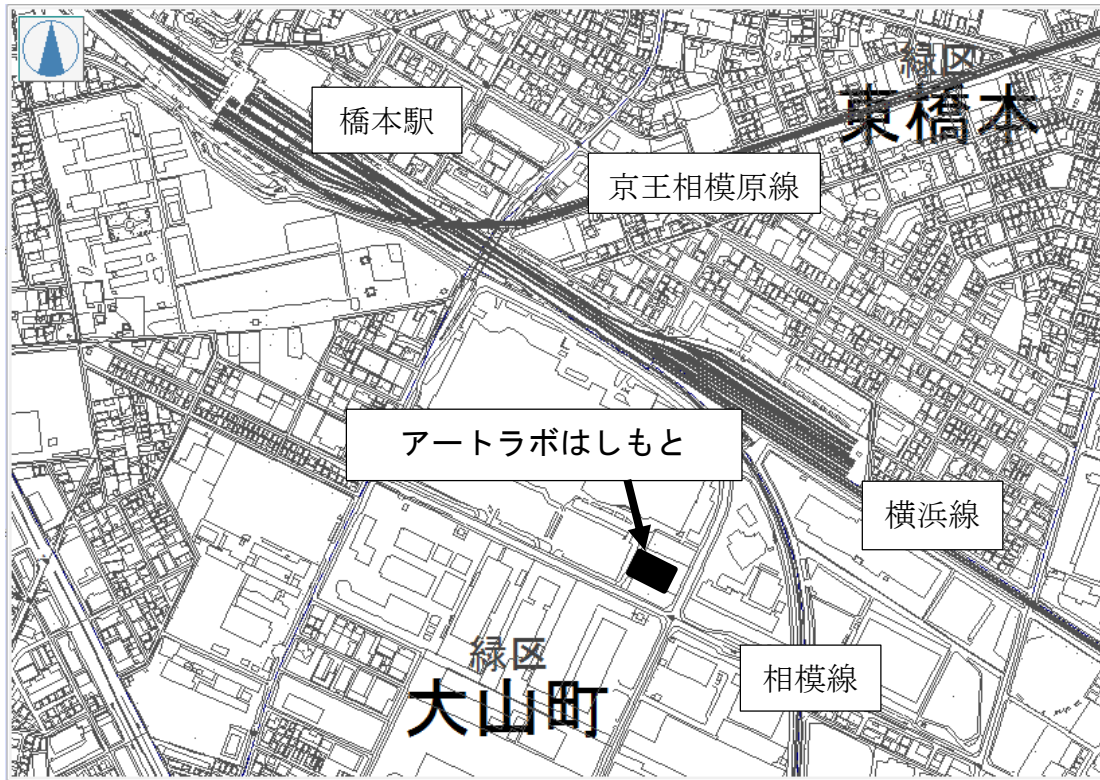 緑区
東橋本
橋本駅
京王相模原線
アートラボはしもと
横浜線
緑区
大山町
相模線